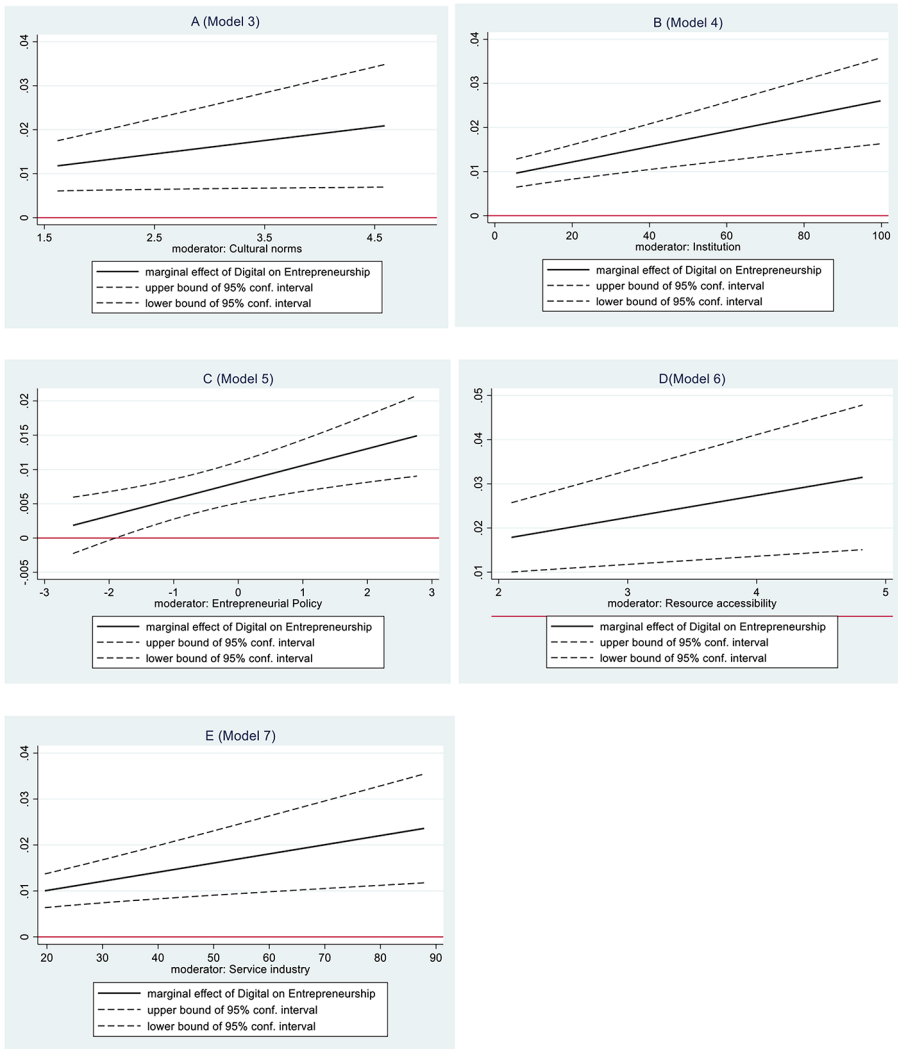 A (Model 3)
.04
.03
.02
.01
0
1.5 2.5 3.5 4.5
moderator: Cultural norms
marginal effect of Digital on Entrepreneurship
upper bound of 95% conf. interval
lower bound of 95% conf. interval
B (Model 4)
.04
.03
.02
.01
0
0 20 40 60 80 100
moderator: Institution
marginal effect of Digital on Entrepreneurship
upper bound of 95% conf. interval
lower bound of 95% conf. interval
C (Model 5)
.02
.015
.01
.005
0
-.005
-3 -2 -1 0 1 2 3
moderator: Entrepreneurial Policy
marginal effect of Digital on Entrepreneurship
upper bound of 95% conf. interval
lower bound of 95% conf. interval
D(Model 6)
.05
.04
.03
.02
.01
2 3 4 5
moderator: Resource accessibility
marginal effect of Digital on Entrepreneurship
upper bound of 95% conf. interval
lower bound of 95% conf. interval
E (Model 7)
.04
.03
.02
.01
0
20 30 40 50 60 70 80 90
moderator: Service industry
marginal effect of Digital on Entrepreneurship
upper bound of 95% conf. interval
lower bound of 95% conf. interval